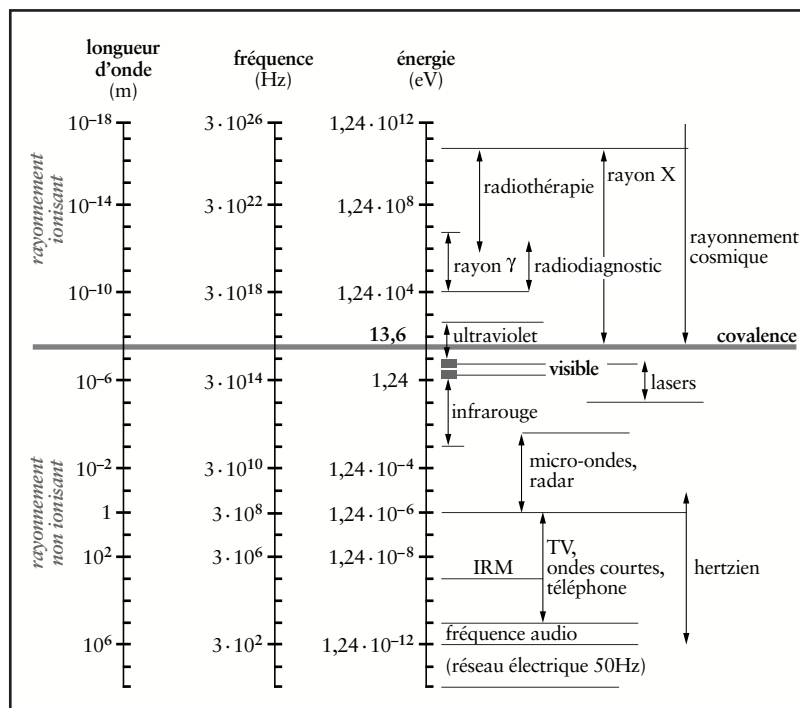 longueur
d’onde
(m)
fréquence
(Hz)
énergie
(eV)
10⁻¹⁸
3 · 10²⁶
1,24 · 10¹²
rayonnement
ionisant
radiothérapie
rayon X
10⁻¹⁴
3 · 10²²
1,24 · 10⁸
rayonnement
cosmique
rayon γ
radiodiagnostic
10⁻¹⁰
3 · 10¹⁸
1,24 · 10⁴
13,6
ultraviolet
covalence
visible
10⁻⁶
3 · 10¹⁴
1,24
lasers
infrarouge
rayonnement
non ionisant
10⁻²
3 · 10¹⁰
1,24 · 10⁻⁴
micro-ondes,
radar
1
3 · 10⁸
1,24 · 10⁻⁶
10²
3 · 10⁶
1,24 · 10⁻⁸
TV,
ondes courtes,
téléphone
IRM
hertzien
fréquence audio
10⁶
3 · 10²
1,24 · 10⁻¹²
(réseau électrique 50Hz)